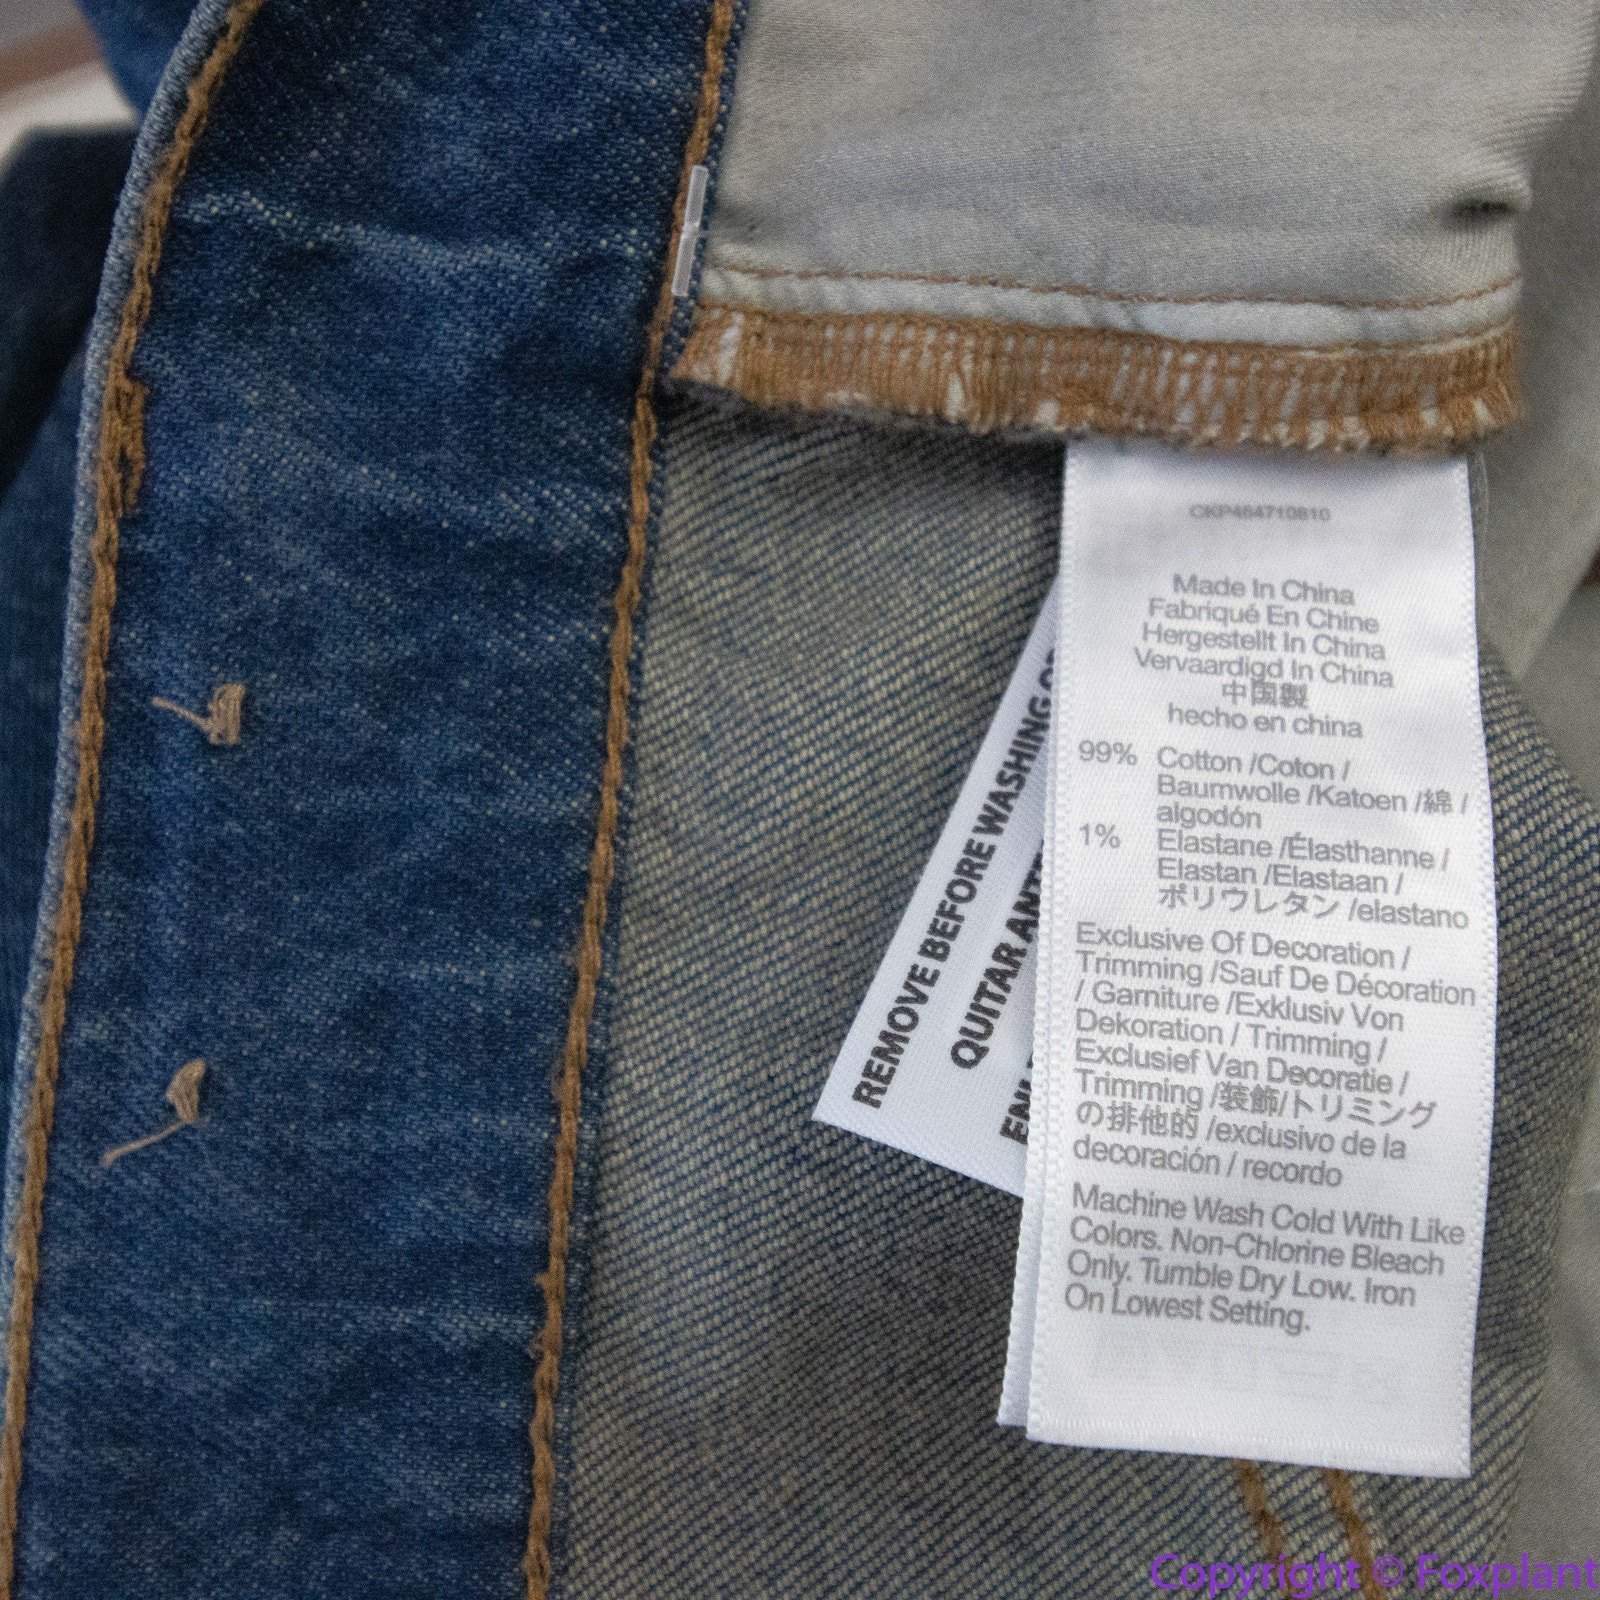 CKP464710810
Made In China
Fabriqué En Chine
Hergestellt In China
Vervaardigd In China
中国製
hecho en china
99% Cotton /Coton /
Baumwolle /Katoen /綿 /
algodón
1% Elastane /Élasthanne /
Elastan /Elastaan /
ポリウレタン /elastano
Exclusive Of Decoration /
Trimming /Sauf De Décoration
/ Garniture /Exklusiv Von
Dekoration / Trimming /
Exclusief Van Decoratie /
Trimming /装飾/トリミング
の排他的 /exclusivo de la
decoración / recordo
Machine Wash Cold With Like
Colors. Non-Chlorine Bleach
Only. Tumble Dry Low. Iron
On Lowest Setting.
REMOVE BEFORE WASHING
QUITAR
Copyright © Foxplant